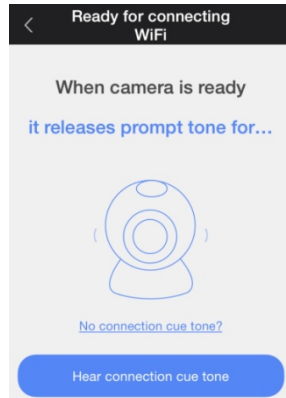 Ready for connecting
WiFi
When camera is ready
it releases prompt tone for...
No connection cue tone?
Hear connection cue tone